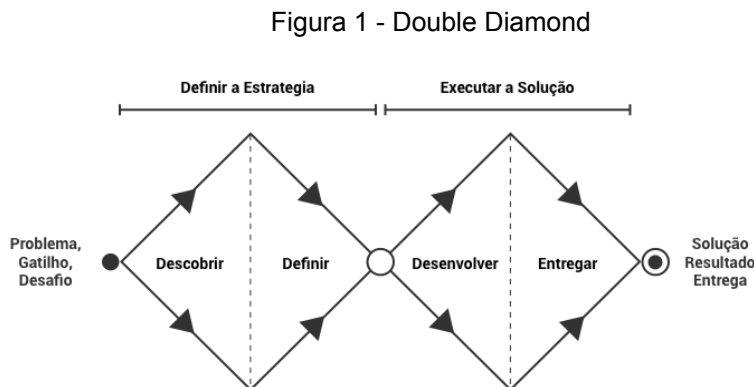 Figura 1 - Double Diamond
Definir a Estrategia
Executar a Solução
Problema,
Gatilho,
Desafio
Descobrir
Definir
Desenvolver
Entregar
Solução
Resultado
Entrega